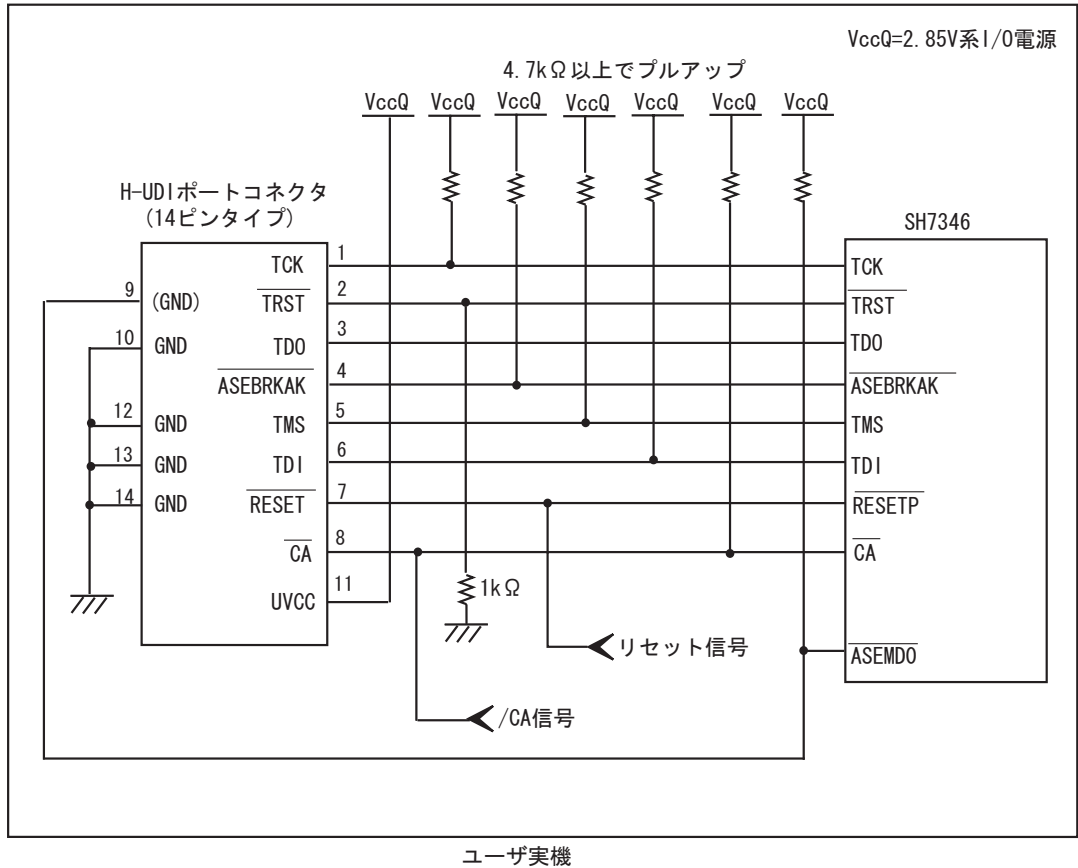 VccQ=2.85V系I/O電源
4.7kΩ以上でプルアップ
VccQ VccQ VccQ VccQ VccQ VccQ VccQ
H-UDIポートコネクタ
(14ピンタイプ)
SH7346
TCK 1 TCK
9 (GND) TRST 2 TRST
10 GND TDO 3 TDO
ASEBRKAK 4 ASEBRKAK
12 GND TMS 5 TMS
13 GND TDI 6 TDI
14 GND RESET 7 RESETP
CA 8 CA
UVCC 11
1kΩ
リセット信号
ASEMD0
/CA信号
ユーザ実機